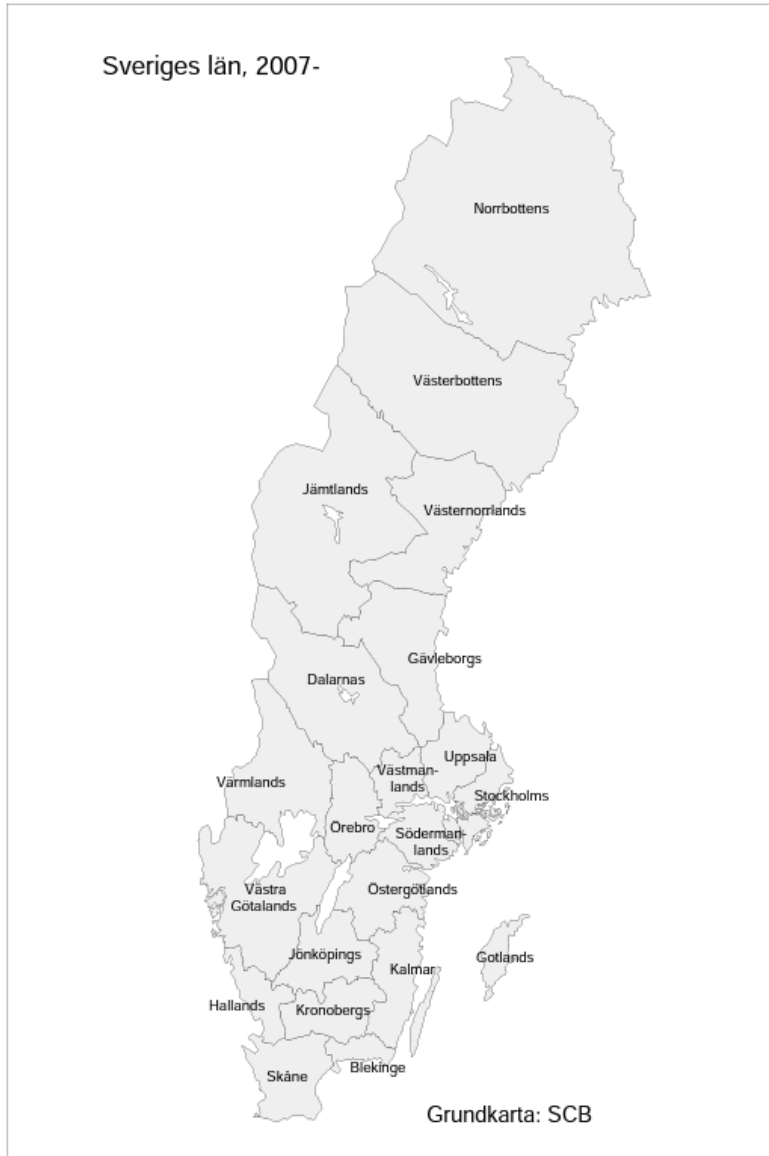 Sveriges län, 2007-
Norrbottens
Västerbottens
Jämtlands
Västernorrlands
Gävleborgs
Dalarnas
Uppsala
Västman-
lands
Värmlands
Stockholms
Örebro
Söderman-
lands
Västra
Götalands
Östergötlands
Jönköpings
Gotlands
Kalmar
Hallands
Kronobergs
Skåne
Blekinge
Grundkarta: SCB